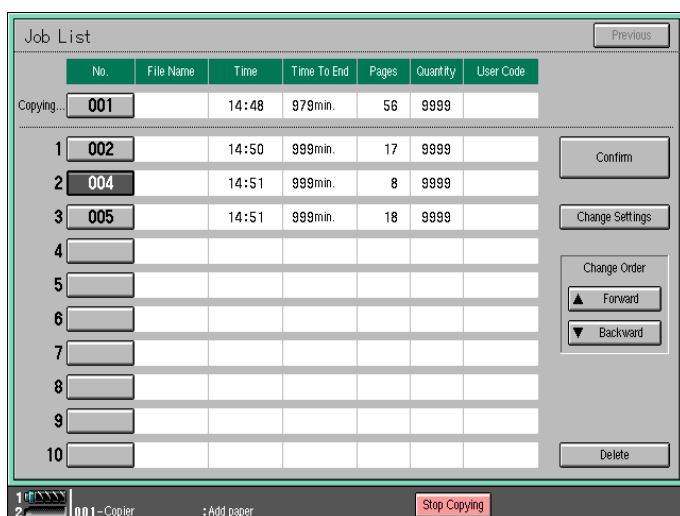 Job List Previous
No. File Name Time Time To End Pages Quantity User Code
Copying... 001 14:48 979min. 56 9999
1 002 14:50 999min. 17 9999 Confirm
2 004 14:51 999min. 8 9999
3 005 14:51 999min. 18 9999 Change Settings
4
Change Order
5
▲ Forward
6
▼ Backward
7
8
9
10 Delete
1
2 001-Copier :Add paper Stop Copying